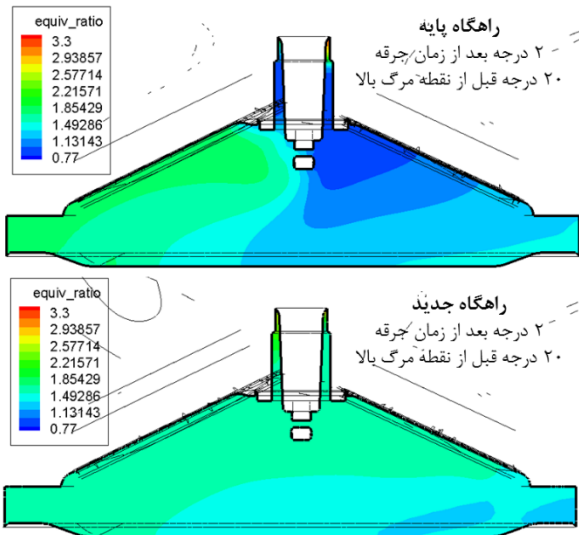 equiv_ratio
3.3
2.93857
2.57714
2.21571
1.85429
1.49286
1.13143
0.77
راهگاه پایه
۲ درجه بعد از زمان جرقه
۲۰ درجه قبل از نقطه مرگ بالا
equiv_ratio
3.3
2.93857
2.57714
2.21571
1.85429
1.49286
1.13143
0.77
راهگاه جدید
۲ درجه بعد از زمان جرقه
۲۰ درجه قبل از نقطه مرگ بالا